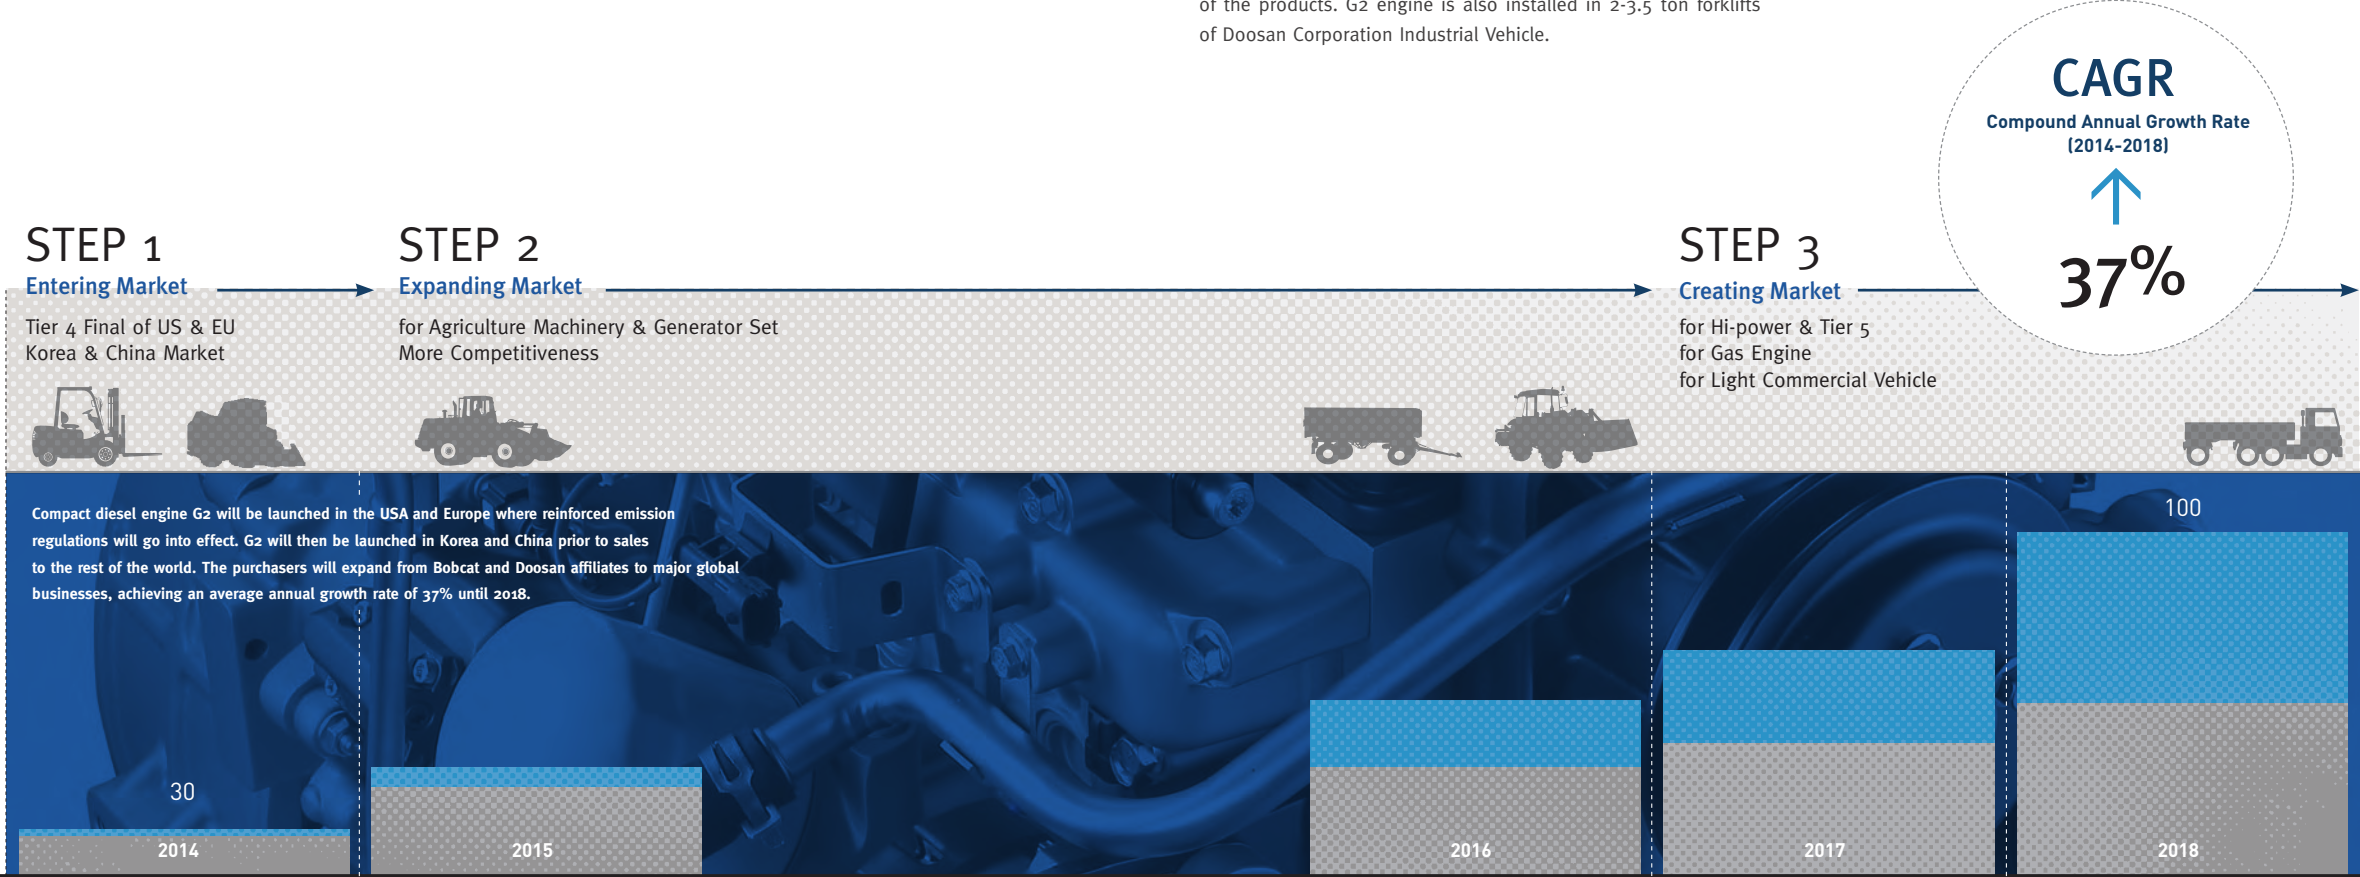 of the products. G2 engine is also installed in 2-3.5 ton forklifts
of Doosan Corporation Industrial Vehicle.
CAGR
Compound Annual Growth Rate
(2014-2018)
37%
STEP 1
Entering Market
Tier 4 Final of US & EU
Korea & China Market
STEP 2
Expanding Market
for Agriculture Machinery & Generator Set
More Competitiveness
STEP 3
Creating Market
for Hi-power & Tier 5
for Gas Engine
for Light Commercial Vehicle
Compact diesel engine G2 will be launched in the USA and Europe where reinforced emission
regulations will go into effect. G2 will then be launched in Korea and China prior to sales
to the rest of the world. The purchasers will expand from Bobcat and Doosan affiliates to major global
businesses, achieving an average annual growth rate of 37% until 2018.
30
100
2014
2015
2016
2017
2018